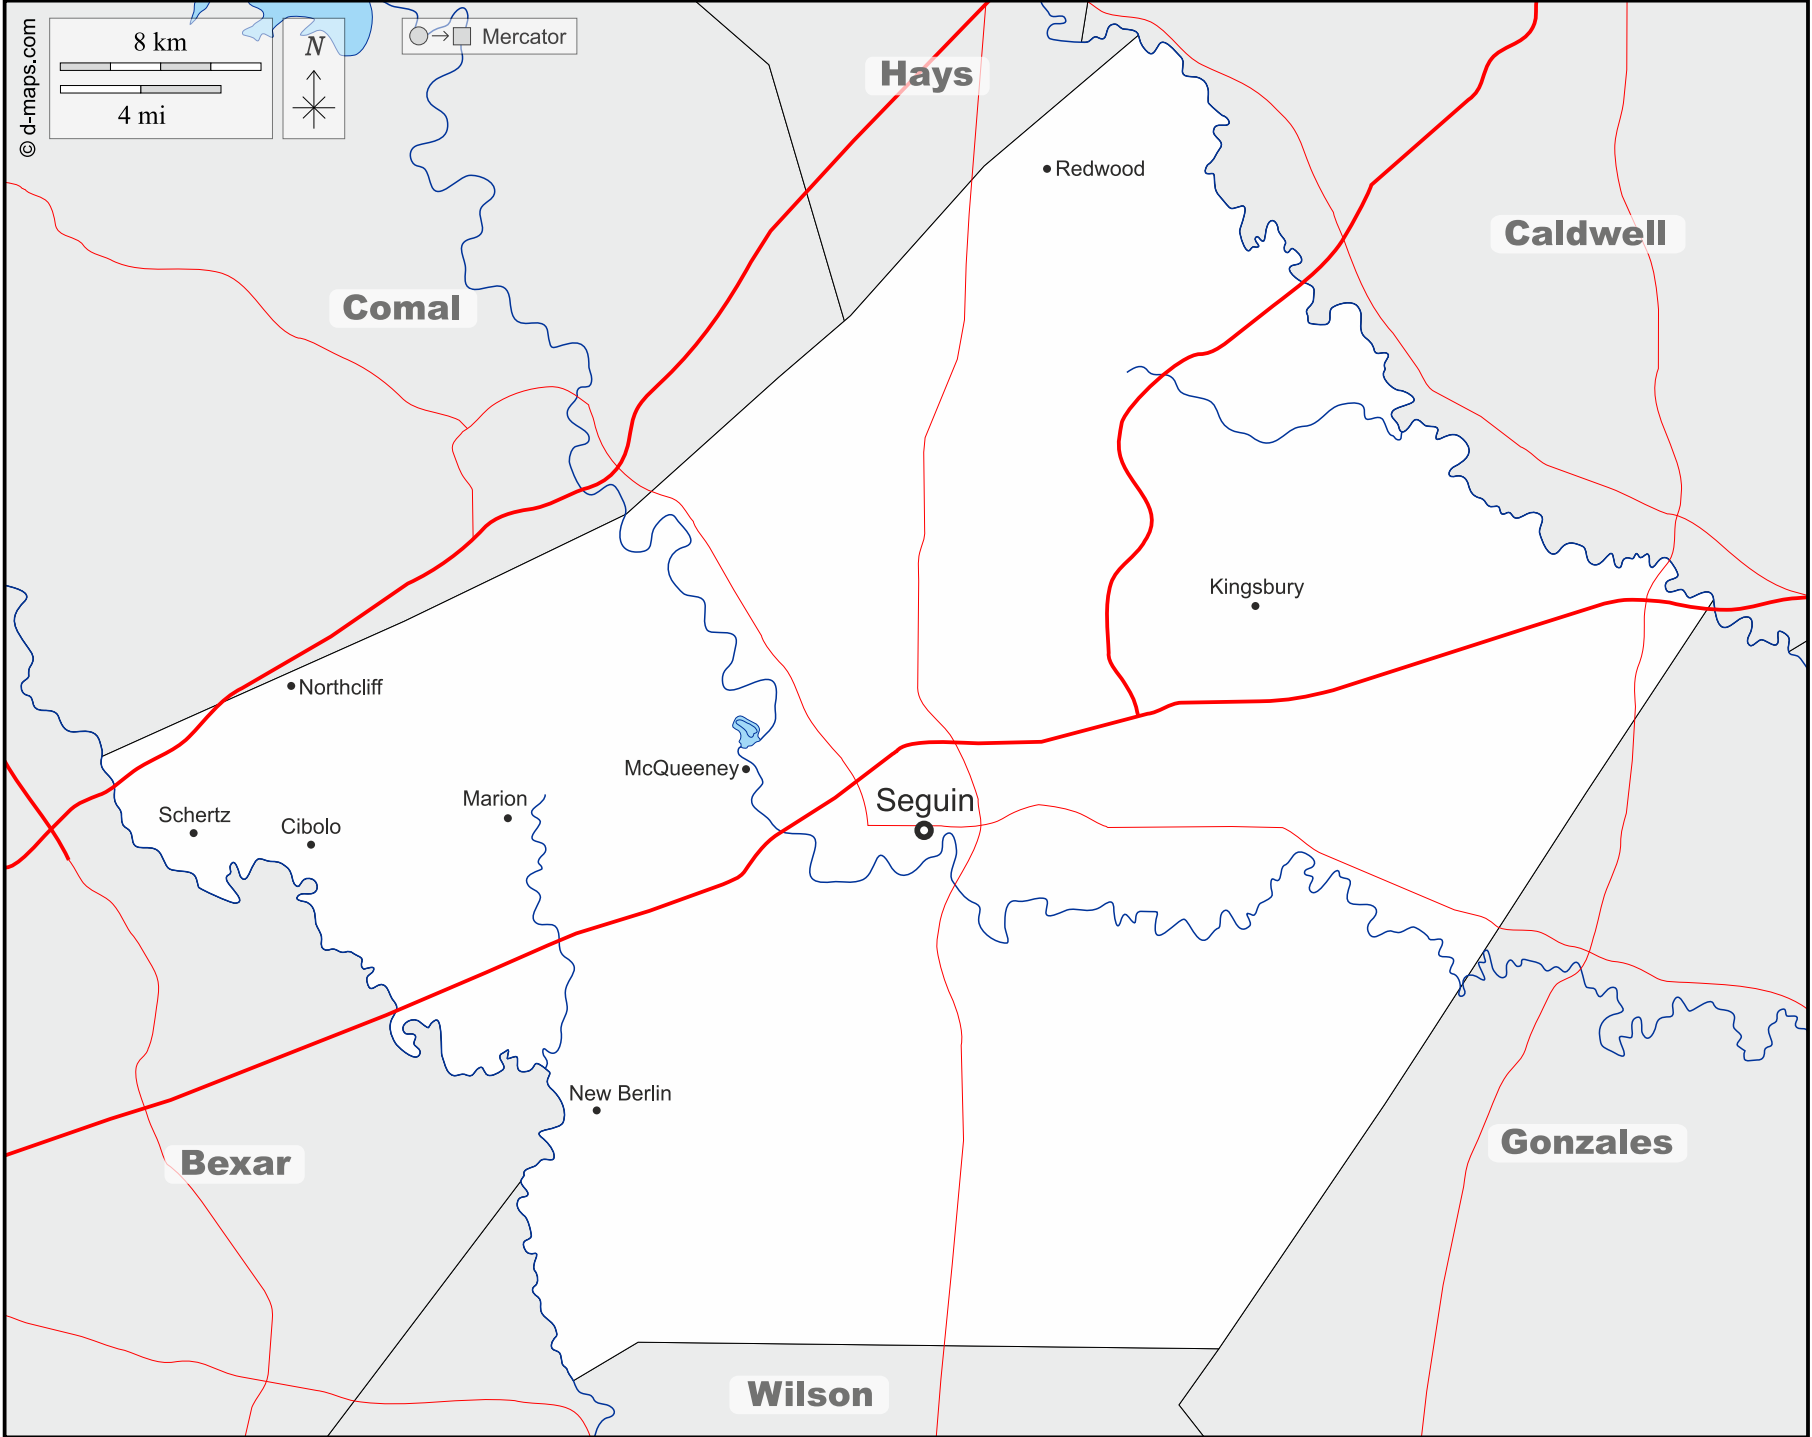 © d-maps.com
8 km
4 mi
N
Mercator
Hays
Redwood
Caldwell
Comal
Kingsbury
Northcliff
McQueeney
Marion
Seguin
Schertz
Cibolo
New Berlin
Bexar
Gonzales
Wilson